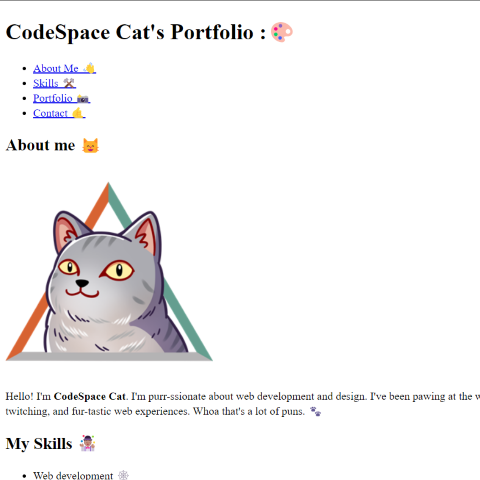 CodeSpace Cat's Portfolio : 🎨
About Me 👋
Skills ⚒️
Portfolio 📸
Contact 🤙
About me 😺
Hello! I'm CodeSpace Cat. I'm purr-ssionate about web development and design. I've been pawing at the
twitching, and fur-tastic web experiences. Whoa that's a lot of puns. 🐾
My Skills 🤹🏽
Web development 🕸️